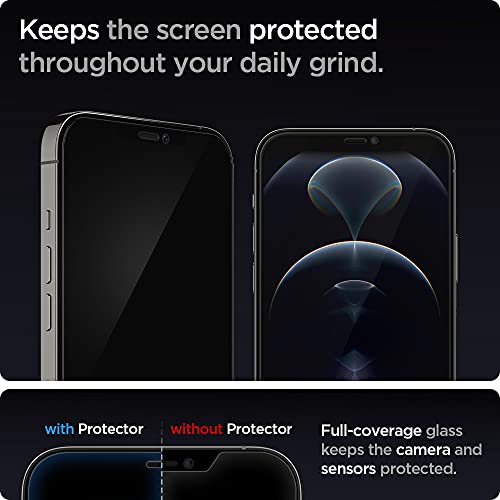 Keeps the screen protected
throughout your daily grind.
with Protector
without Protector
Full-coverage glass
keeps the camera and
sensors protected.